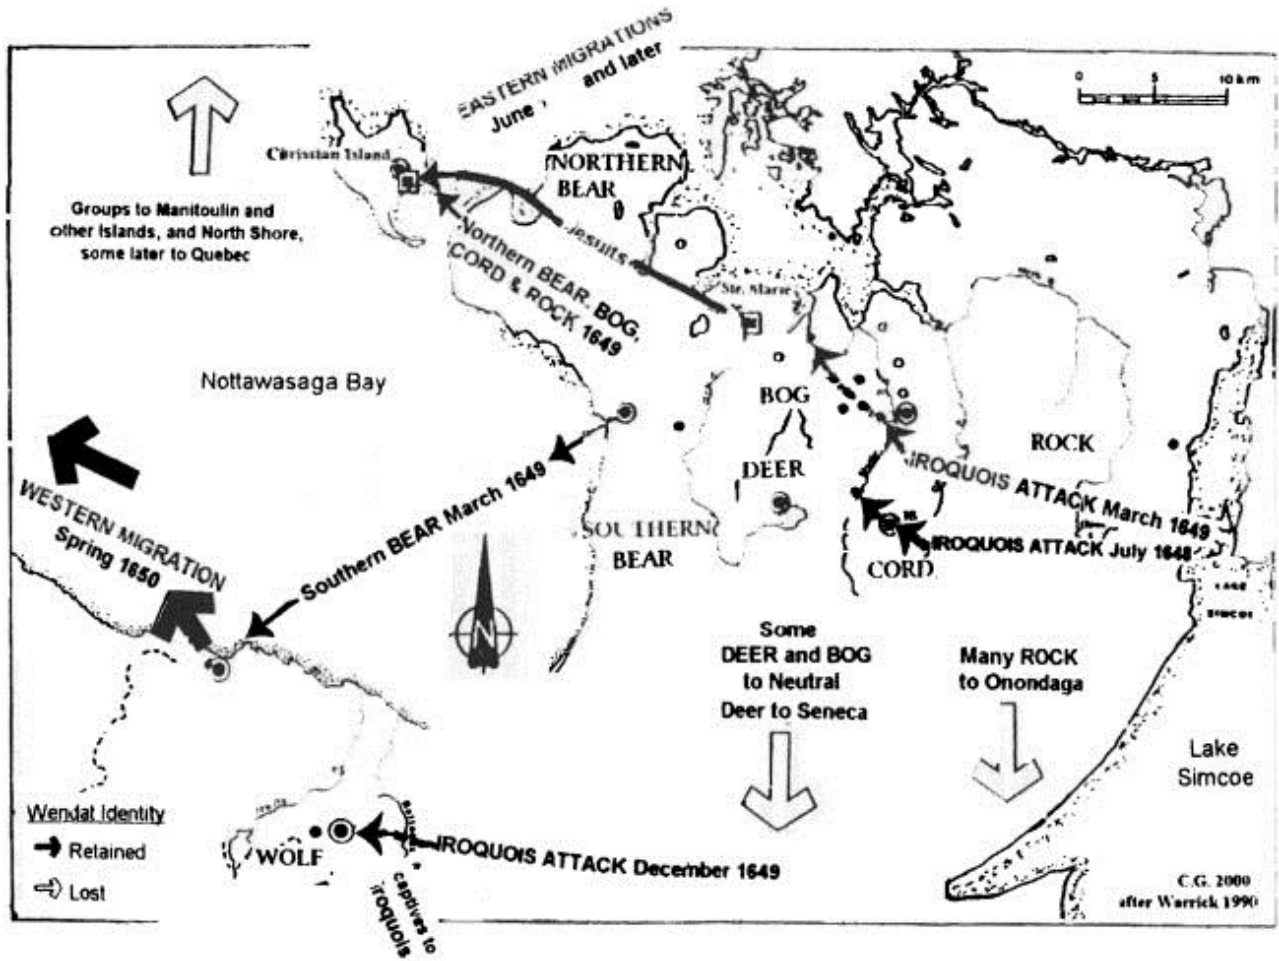 EASTERN MIGRATIONS
June, and later
0 5 10 km
Christian Island
NORTHERN
BEAR
Groups to Manitoulin and
other Islands, and North Shore,
some later to Quebec
Jesuits
Northern BEAR, BOG,
CORD & ROCK 1649
Ste. Marie
Nottawasaga Bay
BOG
ROCK
DEER
IROQUOIS ATTACK March 1649
WESTERN MIGRATION
Spring 1650
Southern BEAR March 1649
SOUTHERN
BEAR
IROQUOIS ATTACK July 1648
CORD
LAKE
SIMCOE
N
Some
DEER and BOG
to Neutral
Deer to Seneca
Many ROCK
to Onondaga
Lake
Simcoe
Wendat Identity
Retained
Lost
WOLF
IROQUOIS ATTACK December 1649
captives to
Iroquois
C.G. 2000
after Warrick 1990